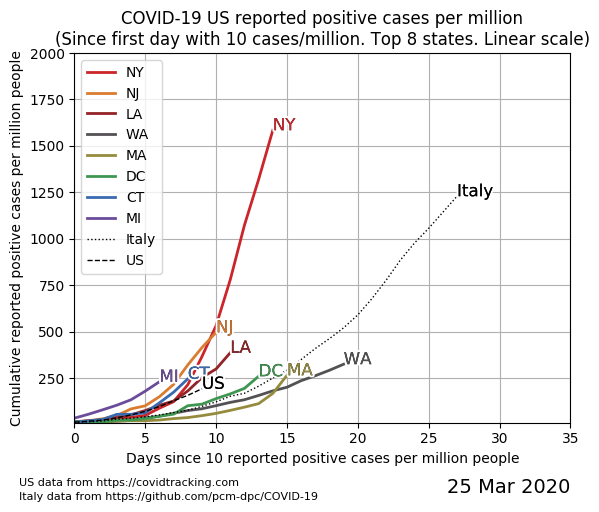 COVID-19 US reported positive cases per million
(Since first day with 10 cases/million. Top 8 states. Linear scale)
Cumulative reported positive cases per million people
2000
1750
1500
1250
1000
750
500
250
NY
NJ
LA
WA
MA
DC
CT
MI
Italy
US
NY
Italy
NJ
LA
WA
MI
CT
US
DC
MA
0
5
10
15
20
25
30
35
Days since 10 reported positive cases per million people
US data from https://covidtracking.com
Italy data from https://github.com/pcm-dpc/COVID-19
25 Mar 2020